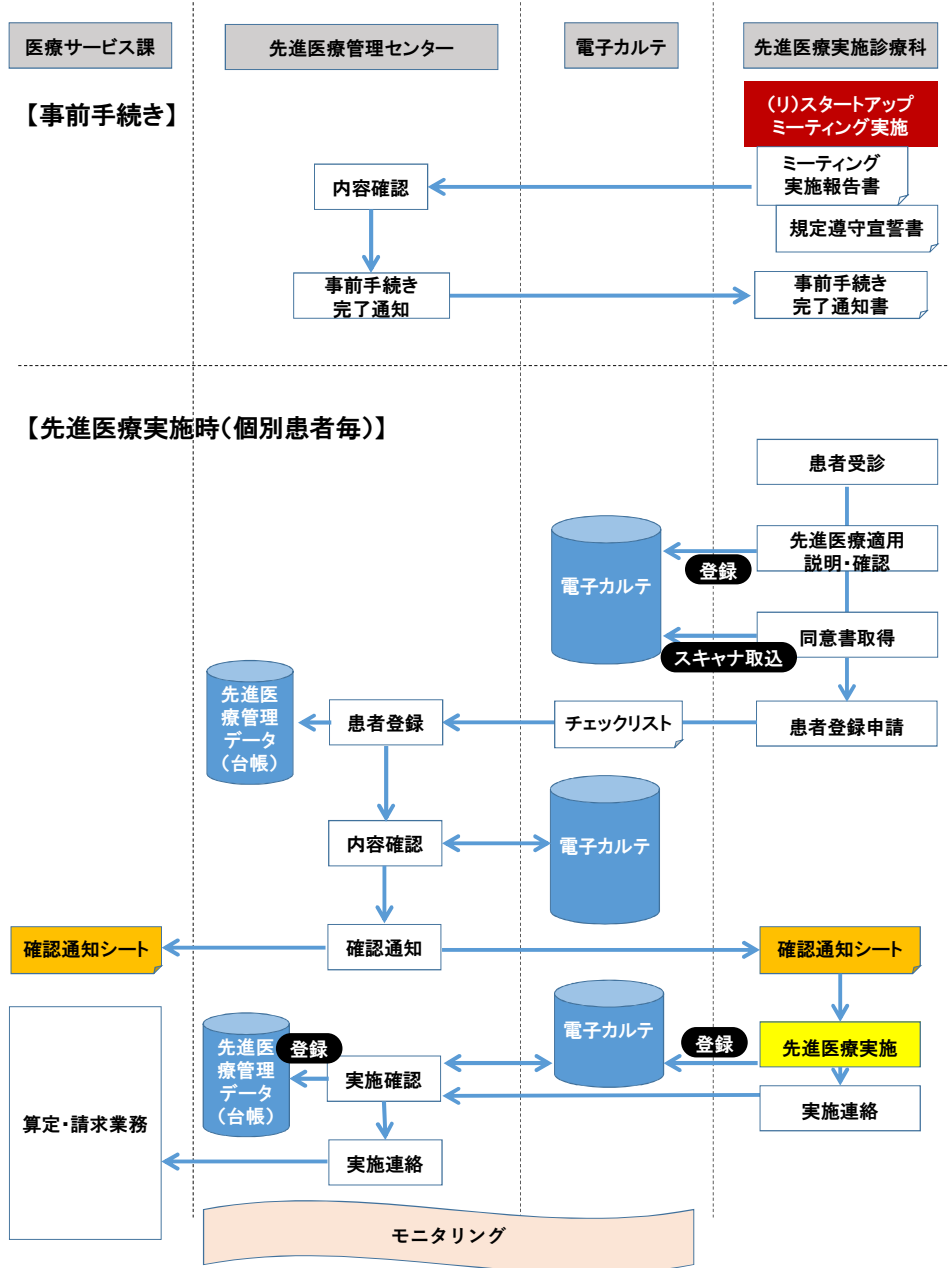 医療サービス課
先進医療管理センター
電子カルテ
先進医療実施診療科
【事前手続き】
(リ)スタートアップ
ミーティング実施
ミーティング
実施報告書
内容確認
規定遵守宣誓書
事前手続き
完了通知
事前手続き
完了通知書
【先進医療実施時(個別患者毎)】
患者受診
先進医療適用
説明・確認
登録
電子カルテ
同意書取得
スキャナ取込
先進医
療管理
データ
(台帳)
患者登録
チェックリスト
患者登録申請
内容確認
電子カルテ
確認通知シート
確認通知
確認通知シート
電子カルテ
登録
先進医療実施
先進医
療管理
データ
(台帳)
登録
実施確認
実施連絡
算定・請求業務
実施連絡
モニタリング